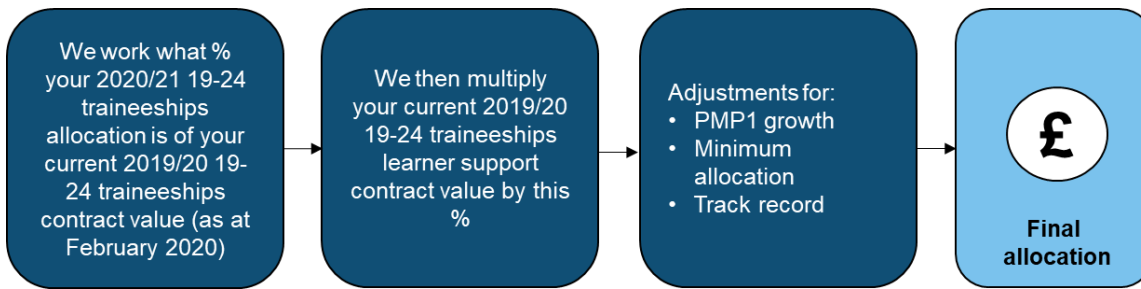 We work what %
your 2020/21 19-24
traineeships
allocation is of your
current 2019/20 19-
24 traineeships
contract value (as at
February 2020)
We then multiply
your current 2019/20
19-24 traineeships
learner support
contract value by this
%
Adjustments for:
• PMP1 growth
• Minimum
allocation
• Track record
£
Final
allocation